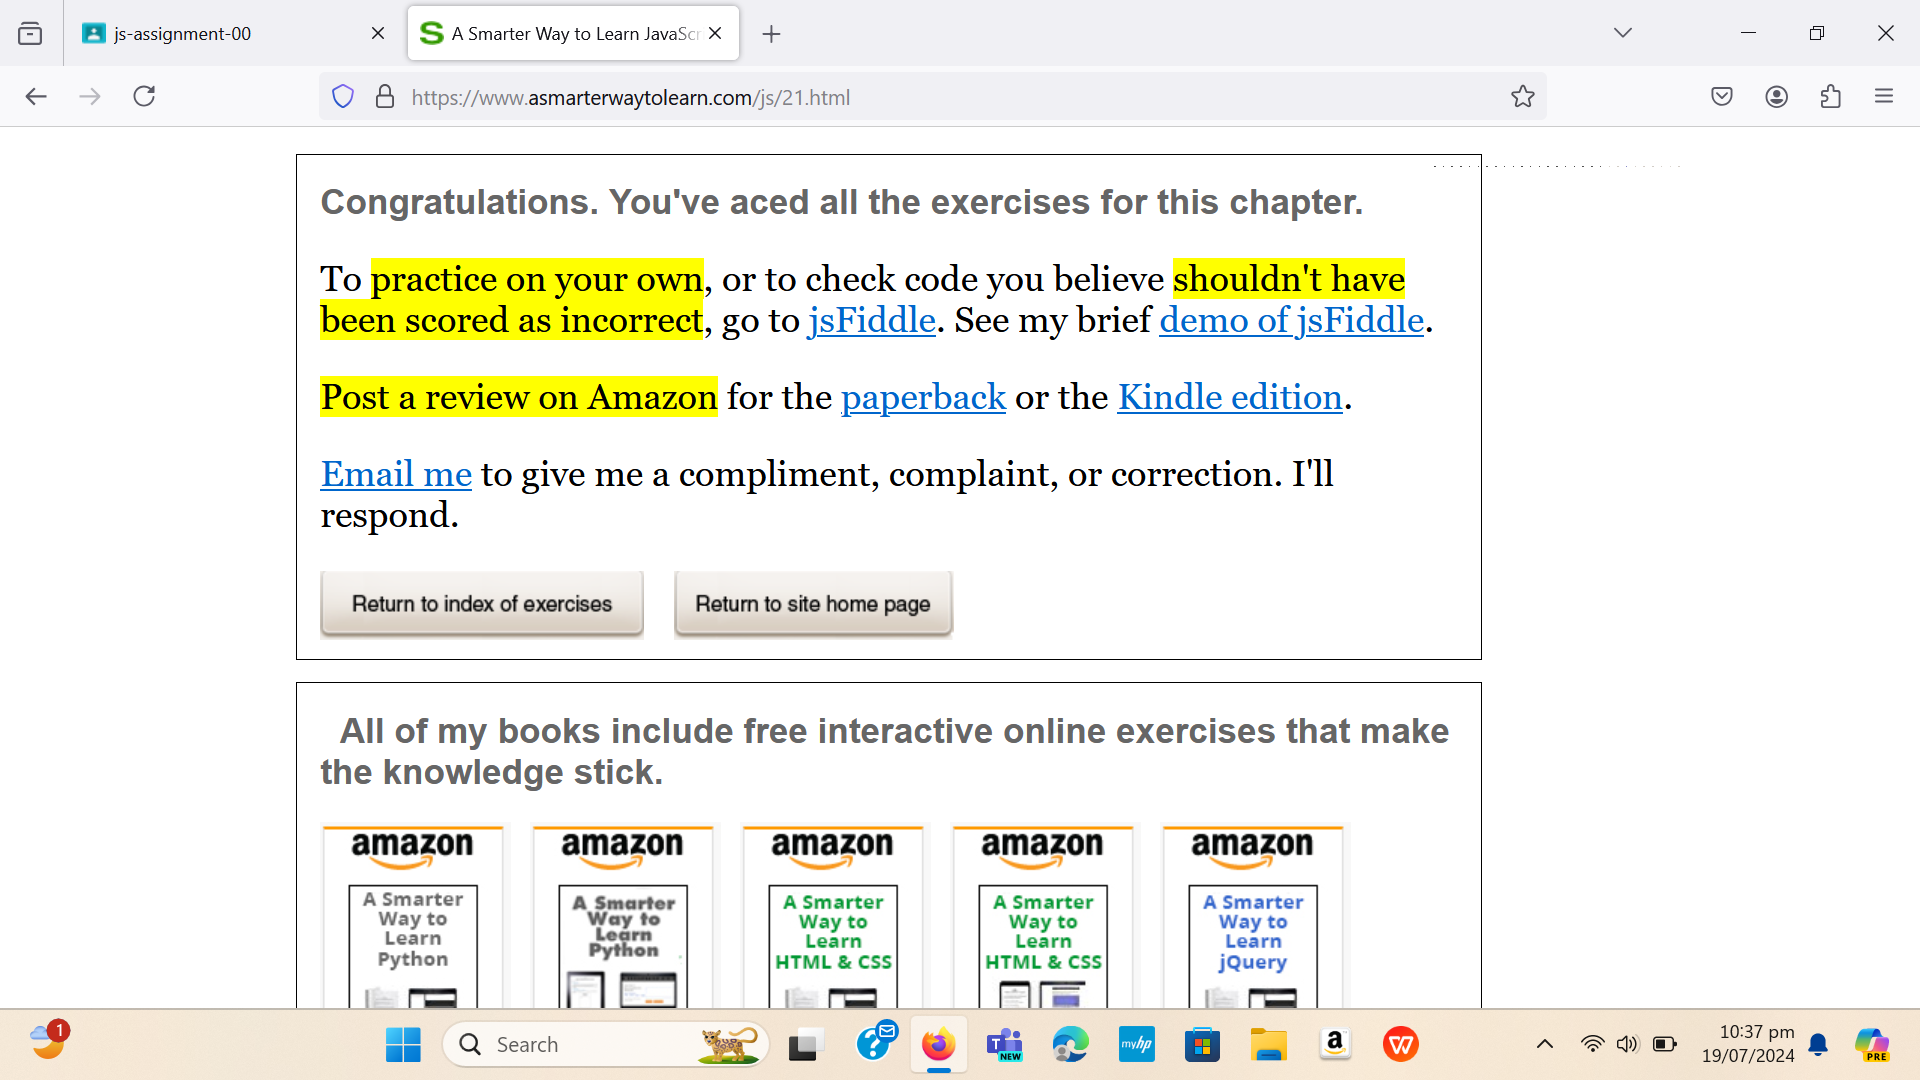 js-assignment-00
A Smarter Way to Learn JavaScr
https://www.asmarterwaytolearn.com/js/21.html
Congratulations. You've aced all the exercises for this chapter.
To practice on your own, or to check code you believe shouldn't have
been scored as incorrect, go to jsFiddle. See my brief demo of jsFiddle.
Post a review on Amazon for the paperback or the Kindle edition.
Email me to give me a compliment, complaint, or correction. I'll
respond.
Return to index of exercises
Return to site home page
All of my books include free interactive online exercises that make
the knowledge stick.
amazon
A Smarter
Way to
Learn
Python
amazon
A Smarter
Way to
Learn
Python
amazon
A Smarter
Way to
Learn
HTML & CSS
amazon
A Smarter
Way to
Learn
HTML & CSS
amazon
A Smarter
Way to
Learn
jQuery
1
Search
T
NEW
myhp
a
W
10:37 pm
19/07/2024
PRE